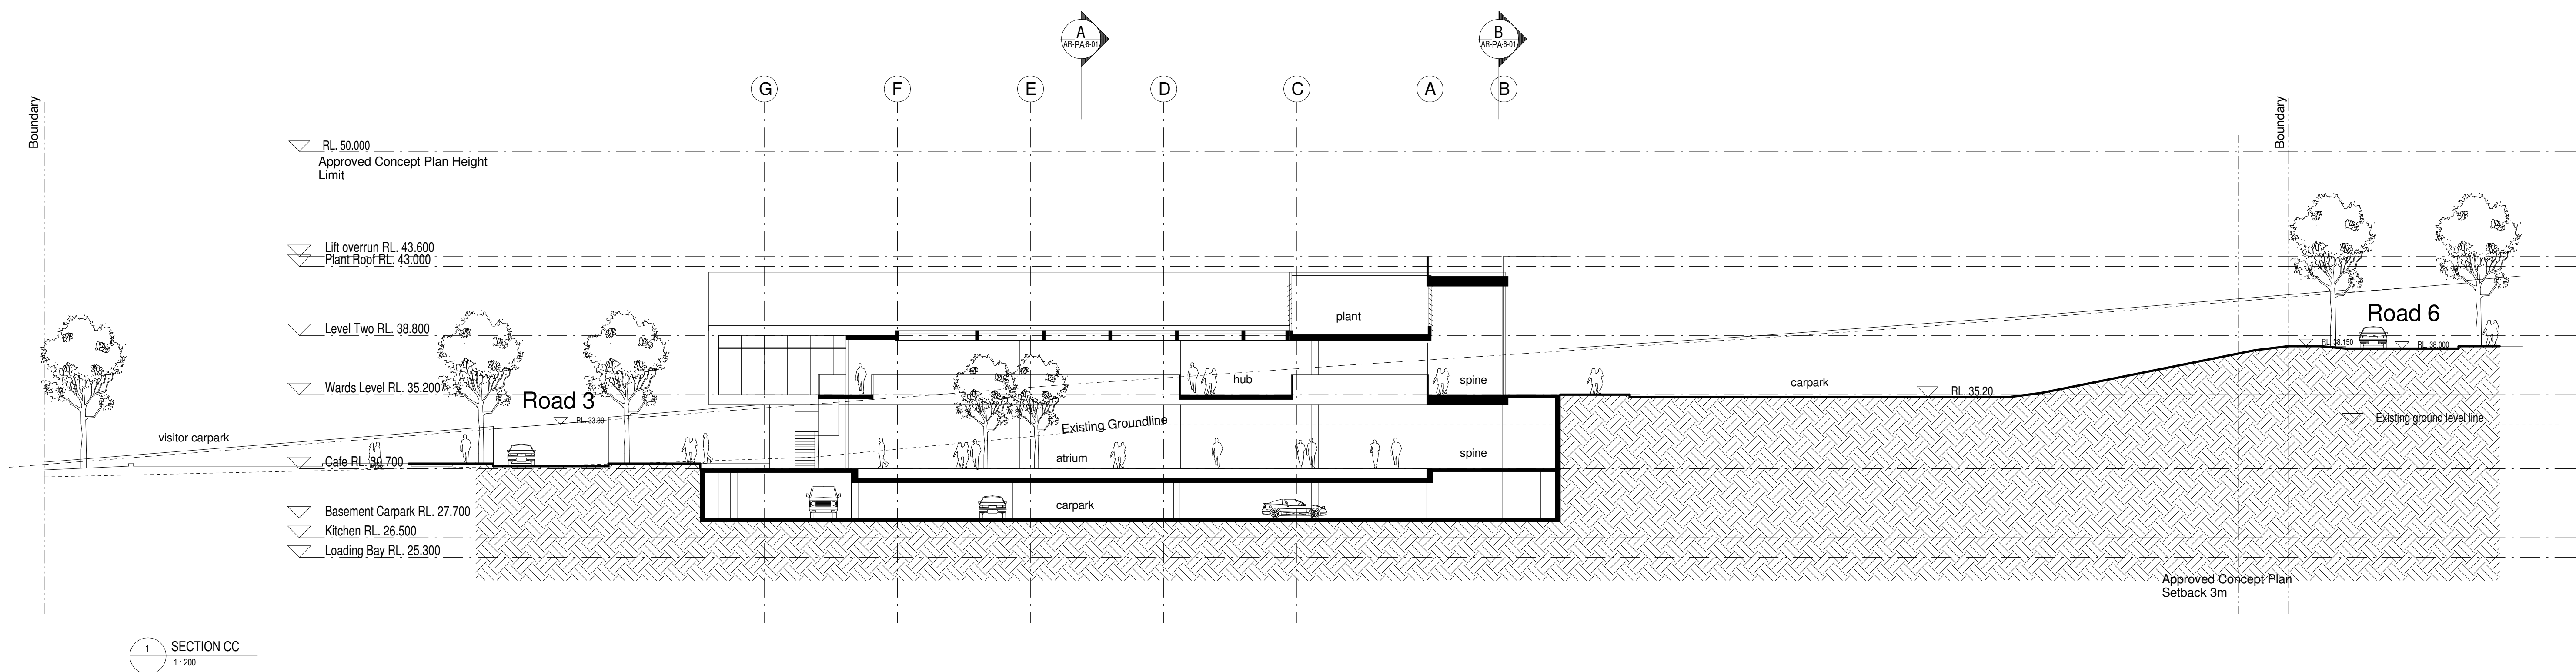 A
AR-PA6-01
B
AR-PA6-01
Boundary
G
F
E
D
C
A
B
Boundary
RL. 50.000
Approved Concept Plan Height
Limit
Lift overrun RL. 43.600
Plant Roof RL. 43.000
plant
Level Two RL. 38.800
Road 6
RL. 38.150
RL. 38.000
Wards Level RL. 35.200
hub
spine
carpark
RL. 35.20
Road 3
RL. 33.39
Existing Groundline
Existing ground level line
visitor carpark
Cafe RL. 30.700
atrium
spine
Basement Carpark RL. 27.700
carpark
Kitchen RL. 26.500
Loading Bay RL. 25.300
Approved Concept Plan
Setback 3m
1
SECTION CC
1 : 200